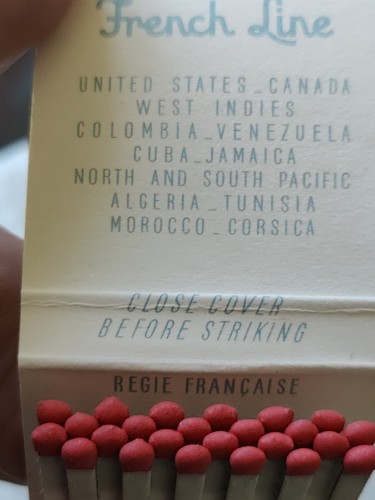 French Line
UNITED STATES_CANADA
WEST INDIES
COLOMBIA_VENEZUELA
CUBA_JAMAICA
NORTH AND SOUTH PACIFIC
ALGERIA_TUNISIA
MOROCCO_CORSICA
CLOSE COVER
BEFORE STRIKING
REGIE FRANÇAISE